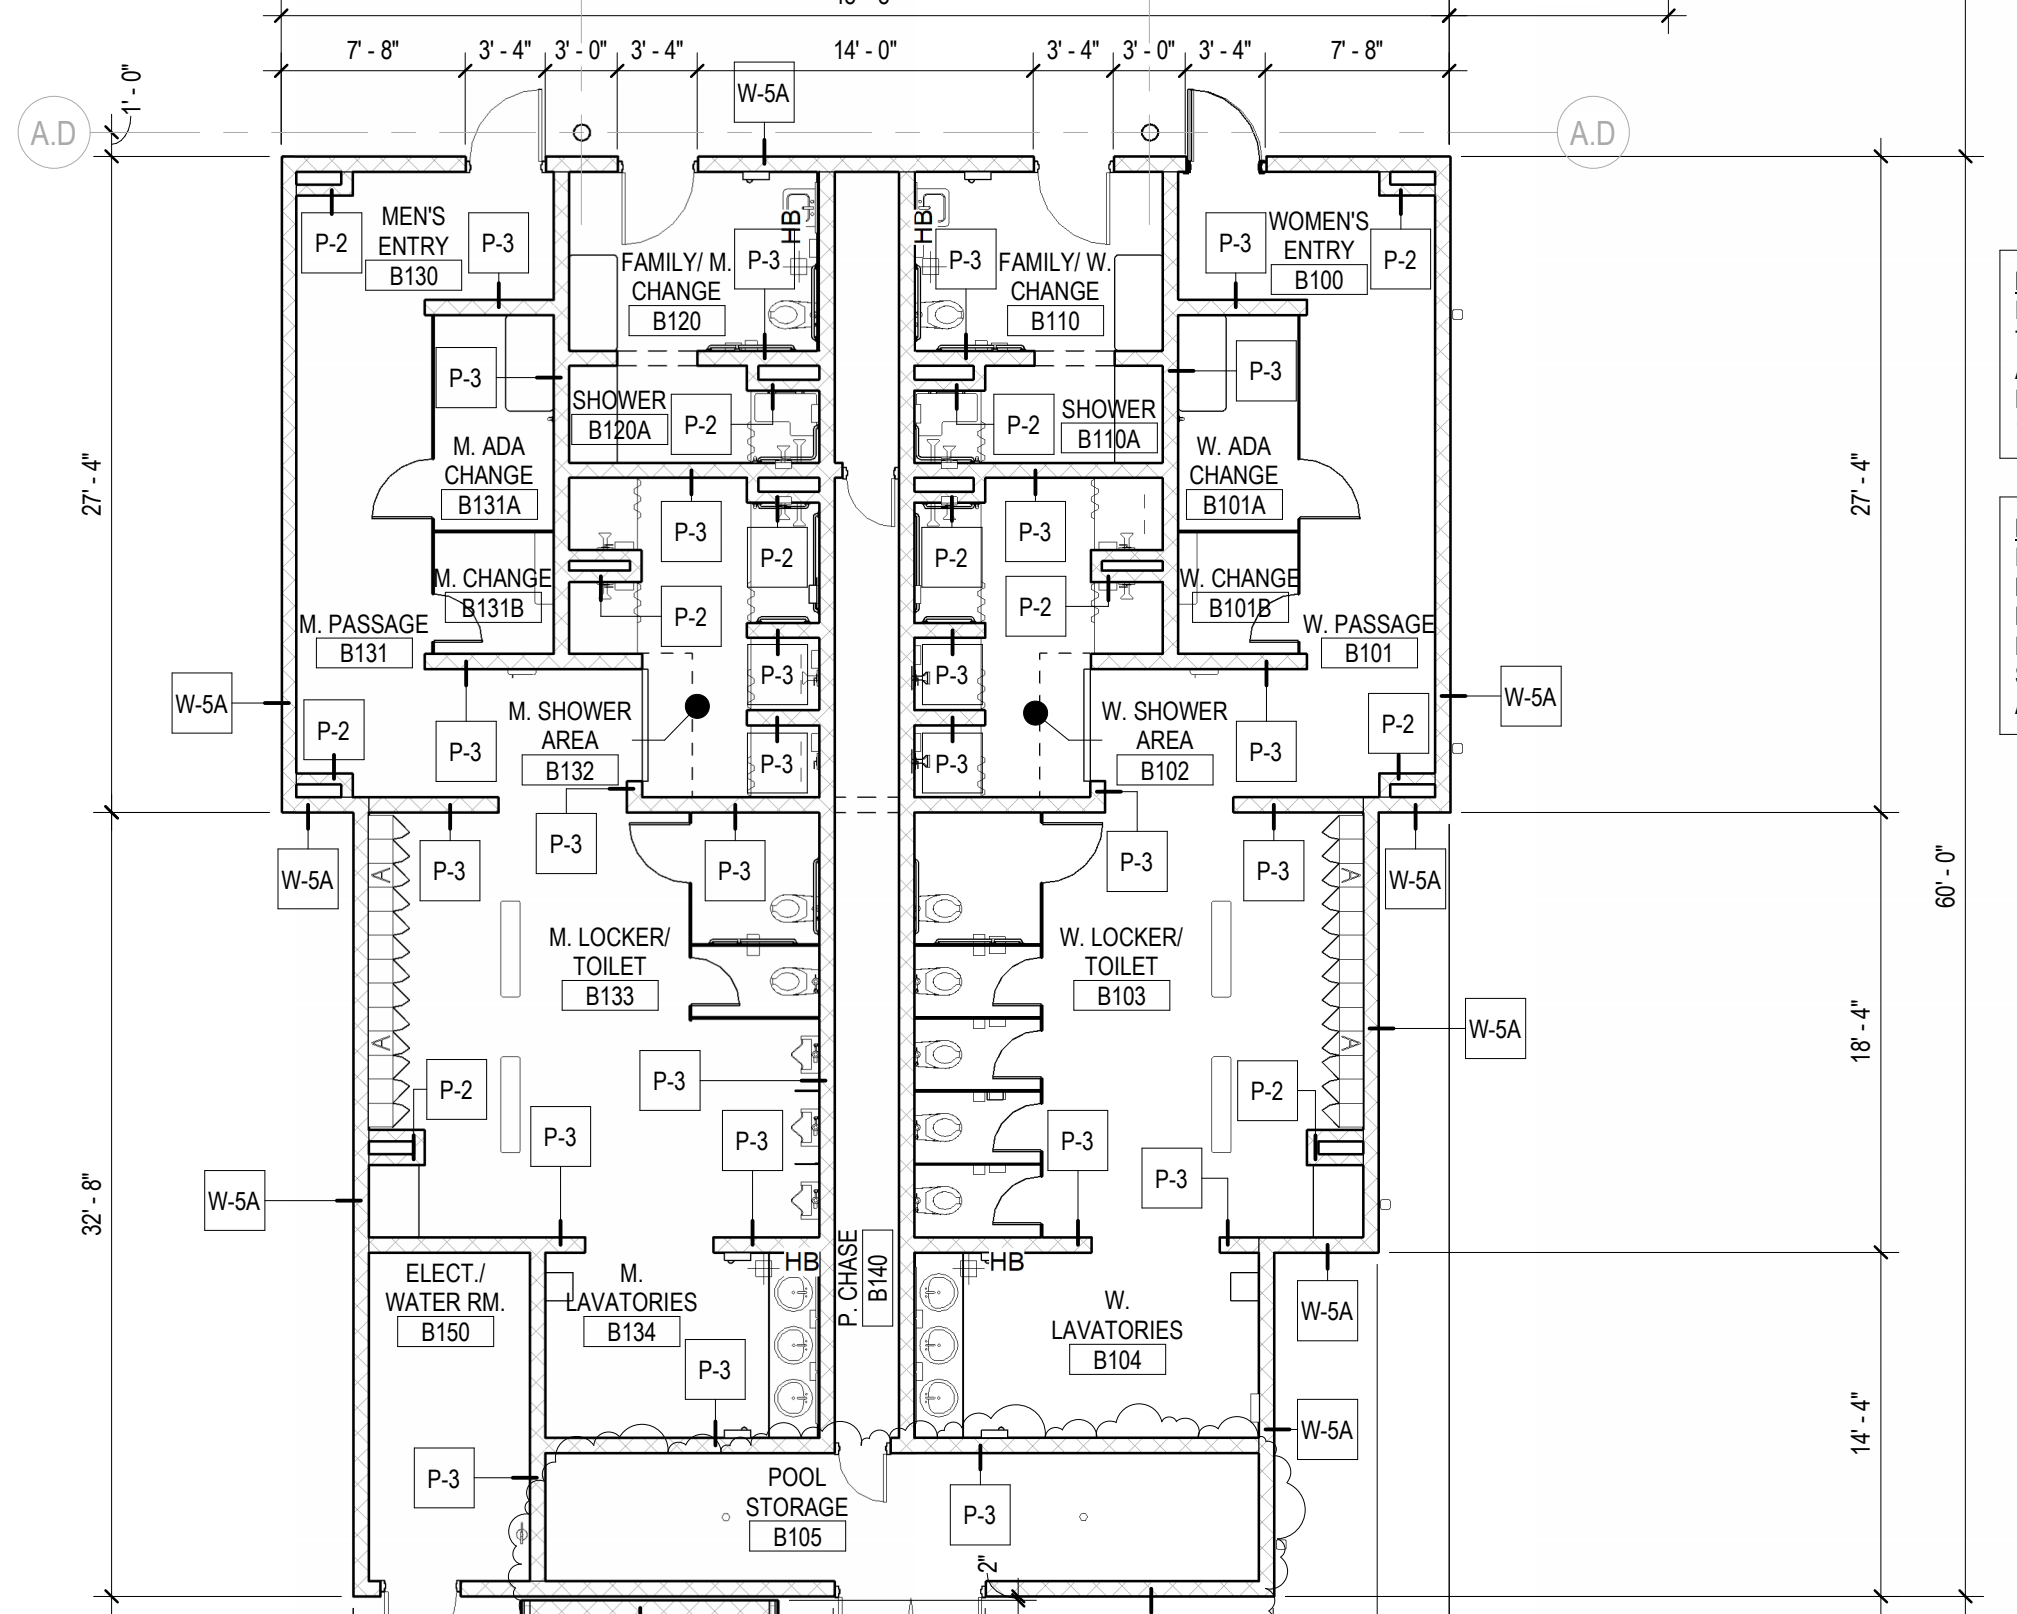 7' - 8"
3' - 4"
3' - 0"
3' - 4"
14' - 0"
3' - 4"
3' - 0"
3' - 4"
7' - 8"
1' - 0"
W-5A
A.D
A.D
MEN'S
ENTRY
B130
P-2
P-3
HB
FAMILY/ M.
CHANGE
B120
P-3
HB
P-3
FAMILY/ W.
CHANGE
B110
P-3
WOMEN'S
ENTRY
B100
P-2
P-3
SHOWER
B120A
P-2
P-2
SHOWER
B110A
P-3
27' - 4"
M. ADA
CHANGE
B131A
W. ADA
CHANGE
B101A
27' - 4"
P-3
P-2
P-2
P-3
M. CHANGE
B131B
P-2
P-2
W. CHANGE
B101B
M. PASSAGE
B131
W. PASSAGE
B101
P-3
P-3
W-5A
W-5A
P-2
P-3
M. SHOWER
AREA
B132
P-3
P-3
W. SHOWER
AREA
B102
P-3
P-2
W-5A
A
P-3
P-3
P-3
P-3
P-3
A
W-5A
60' - 0"
M. LOCKER/
TOILET
B133
W. LOCKER/
TOILET
B103
A
A
W-5A
18' - 4"
P-2
P-3
P-2
P-3
P-3
P-3
P-3
W-5A
32' - 8"
P. CHASE
B140
HB
HB
ELECT./
WATER RM.
B150
M.
LAVATORIES
B134
W.
LAVATORIES
B104
W-5A
P-3
W-5A
14' - 4"
P-3
POOL
STORAGE
B105
P-3
2"